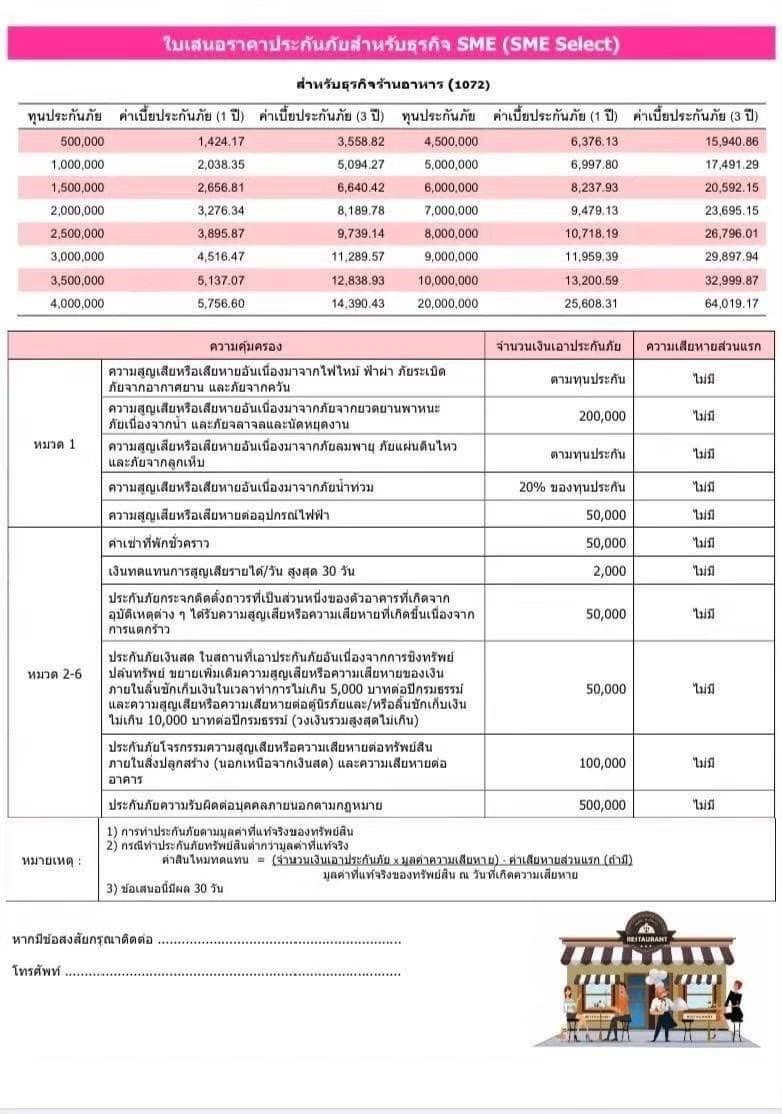 ใบเสนอราคาประกันภัยสำหรับธุรกิจ SME (SME Select)
สำหรับธุรกิจร้านอาหาร (1072)
ทุนประกันภัย ค่าเบี้ยประกันภัย (1 ปี) ค่าเบี้ยประกันภัย (3 ปี) ทุนประกันภัย ค่าเบี้ยประกันภัย (1 ปี) ค่าเบี้ยประกันภัย (3 ปี)
500,000 1,424.17 3,558.82 4,500,000 6,376.13 15,940.86
1,000,000 2,038.35 5,094.27 5,000,000 6,997.80 17,491.29
1,500,000 2,656.81 6,640.42 6,000,000 8,237.93 20,592.15
2,000,000 3,276.34 8,189.78 7,000,000 9,479.13 23,695.15
2,500,000 3,895.87 9,739.14 8,000,000 10,718.19 26,796.01
3,000,000 4,516.47 11,289.57 9,000,000 11,959.39 29,897.94
3,500,000 5,137.07 12,838.93 10,000,000 13,200.59 32,999.87
4,000,000 5,756.60 14,390.43 20,000,000 25,608.31 64,019.17
ความคุ้มครอง จำนวนเงินเอาประกันภัย ความเสียหายส่วนแรก
หมวด 1
ความสูญเสียหรือเสียหายอันเนื่องมาจากไฟไหม้ ฟ้าผ่า ภัยระเบิด
ภัยจากอากาศยาน และภัยจากควัน
ตามทุนประกัน ไม่มี
ความสูญเสียหรือเสียหายอันเนื่องมาจากภัยจากยวดยานพาหนะ
ภัยเนื่องจากน้ำ และภัยจลาจลและนัดหยุดงาน
200,000 ไม่มี
ความสูญเสียหรือเสียหายอันเนื่องมาจากภัยลมพายุ ภัยแผ่นดินไหว
และภัยจากลูกเห็บ
ตามทุนประกัน ไม่มี
ความสูญเสียหรือเสียหายอันเนื่องมาจากภัยน้ำท่วม 20% ของทุนประกัน ไม่มี
ความสูญเสียหรือเสียหายต่ออุปกรณ์ไฟฟ้า 50,000 ไม่มี
หมวด 2-6
ค่าเช่าที่พักชั่วคราว 50,000 ไม่มี
เงินทดแทนการสูญเสียรายได้/วัน สูงสุด 30 วัน 2,000 ไม่มี
ประกันภัยกระจกติดตั้งถาวรที่เป็นส่วนหนึ่งของตัวอาคารที่เกิดจาก
อุบัติเหตุต่าง ๆ ได้รับความสูญเสียหรือความเสียหายที่เกิดขึ้นเนื่องจาก
การแตกร้าว
50,000 ไม่มี
ประกันภัยเงินสด ในสถานที่เอาประกันภัยอันเนื่องจากการชิงทรัพย์
ปล้นทรัพย์ ขยายเพิ่มเติมความสูญเสียหรือความเสียหายของเงิน
ภายในลิ้นชักเก็บเงินในเวลาทำการไม่เกิน 5,000 บาทต่อปีกรมธรรม์
และความสูญเสียหรือความเสียหายต่อตู้นิรภัยและ/หรือลิ้นชักเก็บเงิน
ไม่เกิน 10,000 บาทต่อปีกรมธรรม์ (วงเงินรวมสูงสุดไม่เกิน)
50,000 ไม่มี
ประกันภัยโจรกรรมความสูญเสียหรือความเสียหายต่อทรัพย์สิน
ภายในสิ่งปลูกสร้าง (นอกเหนือจากเงินสด) และความเสียหายต่อ
อาคาร
100,000 ไม่มี
ประกันภัยความรับผิดต่อบุคคลภายนอกตามกฎหมาย 500,000 ไม่มี
หมายเหตุ :
1) การทำประกันภัยตามมูลค่าที่แท้จริงของทรัพย์สิน
2) กรณีทำประกันภัยทรัพย์สินต่ำกว่ามูลค่าที่แท้จริง
ค่าสินไหมทดแทน = (จำนวนเงินเอาประกันภัย x มูลค่าความเสียหาย) - ค่าเสียหายส่วนแรก (ถ้ามี)
มูลค่าที่แท้จริงของทรัพย์สิน ณ วันที่เกิดความเสียหาย
3) ข้อเสนอนี้มีผล 30 วัน
หากมีข้อสงสัยกรุณาติดต่อ ..............................................................
โทรศัพท์ .....................................................................................
RESTAURANT
RESTAURANT
RESTAURANT